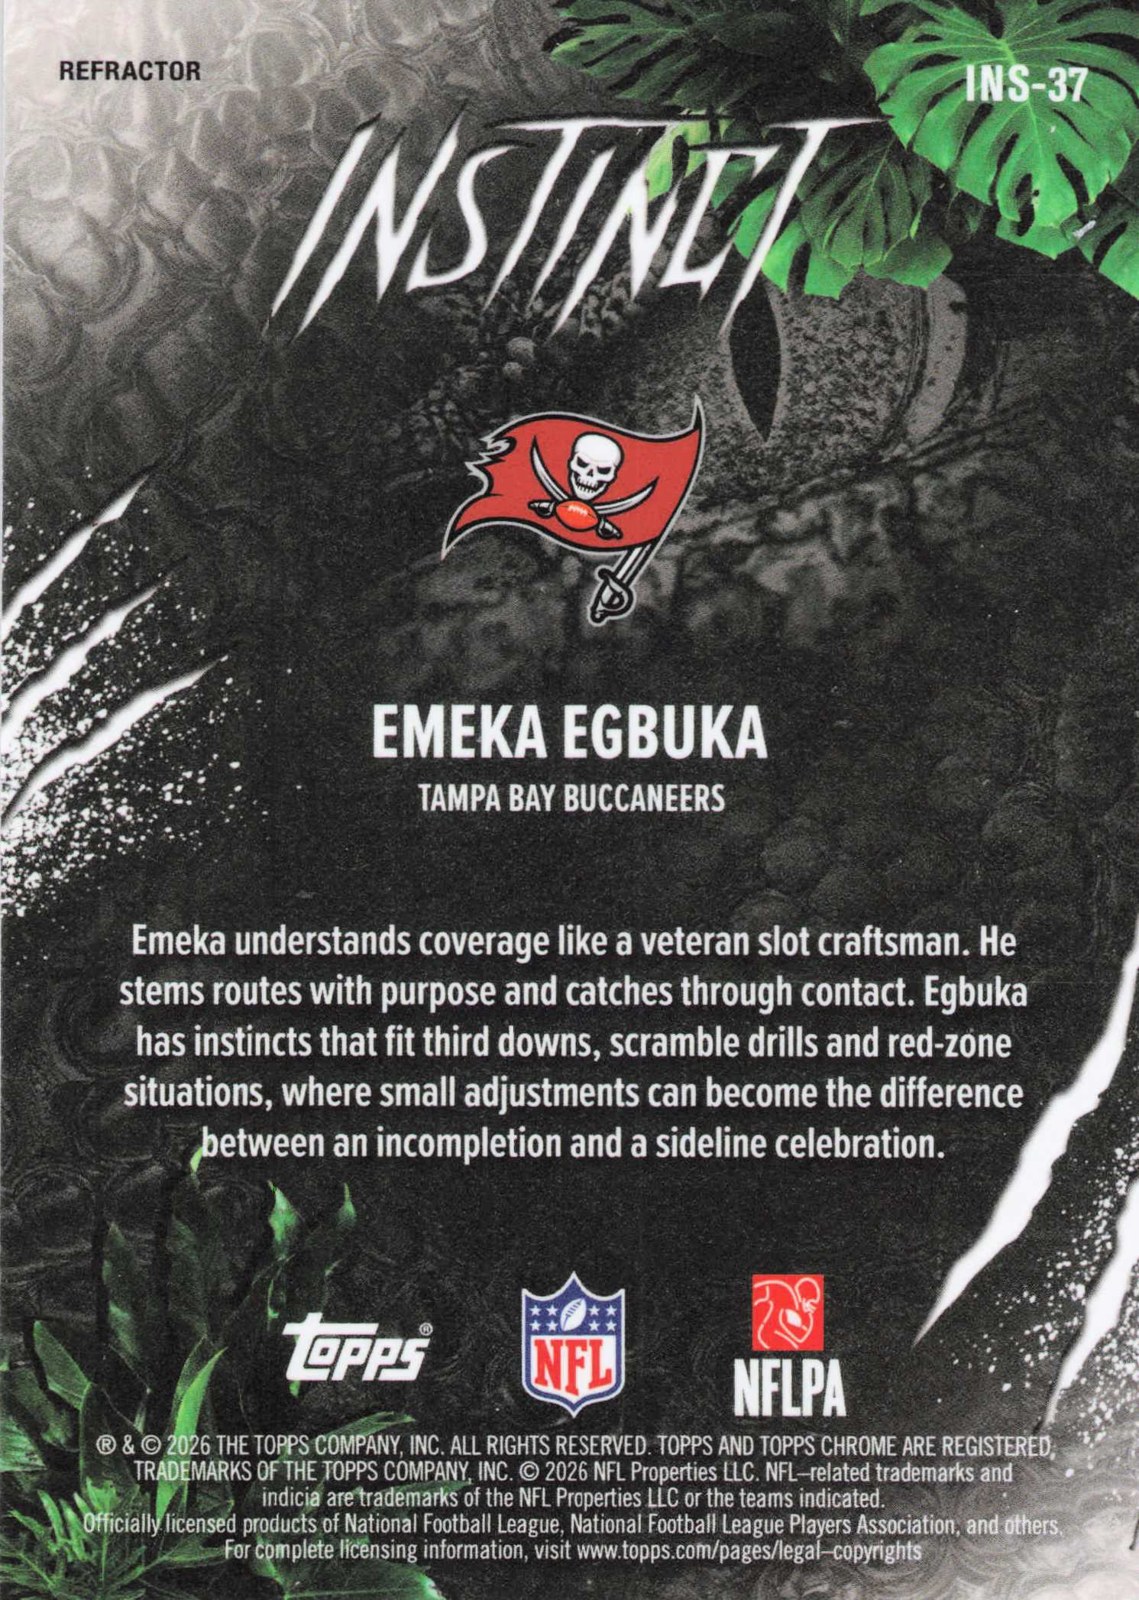 REFRACTOR
INS-37
INSTINCT
EMEKA EGBUKA
TAMPA BAY BUCCANEERS
Emeka understands coverage like a veteran slot craftsman. He
stems routes with purpose and catches through contact. Egbuka
has instincts that fit third downs, scramble drills and red-zone
situations, where small adjustments can become the difference
between an incompletion and a sideline celebration.
Topps®
NFL
NFLPA
® & © 2026 THE TOPPS COMPANY, INC. ALL RIGHTS RESERVED. TOPPS AND TOPPS CHROME ARE REGISTERED,
TRADEMARKS OF THE TOPPS COMPANY, INC. © 2026 NFL Properties LLC. NFL–related trademarks and
indicia are trademarks of the NFL Properties LLC or the teams indicated.
Officially licensed products of National Football League, National Football League Players Association, and others.
For complete licensing information, visit www.topps.com/pages/legal–copyrights